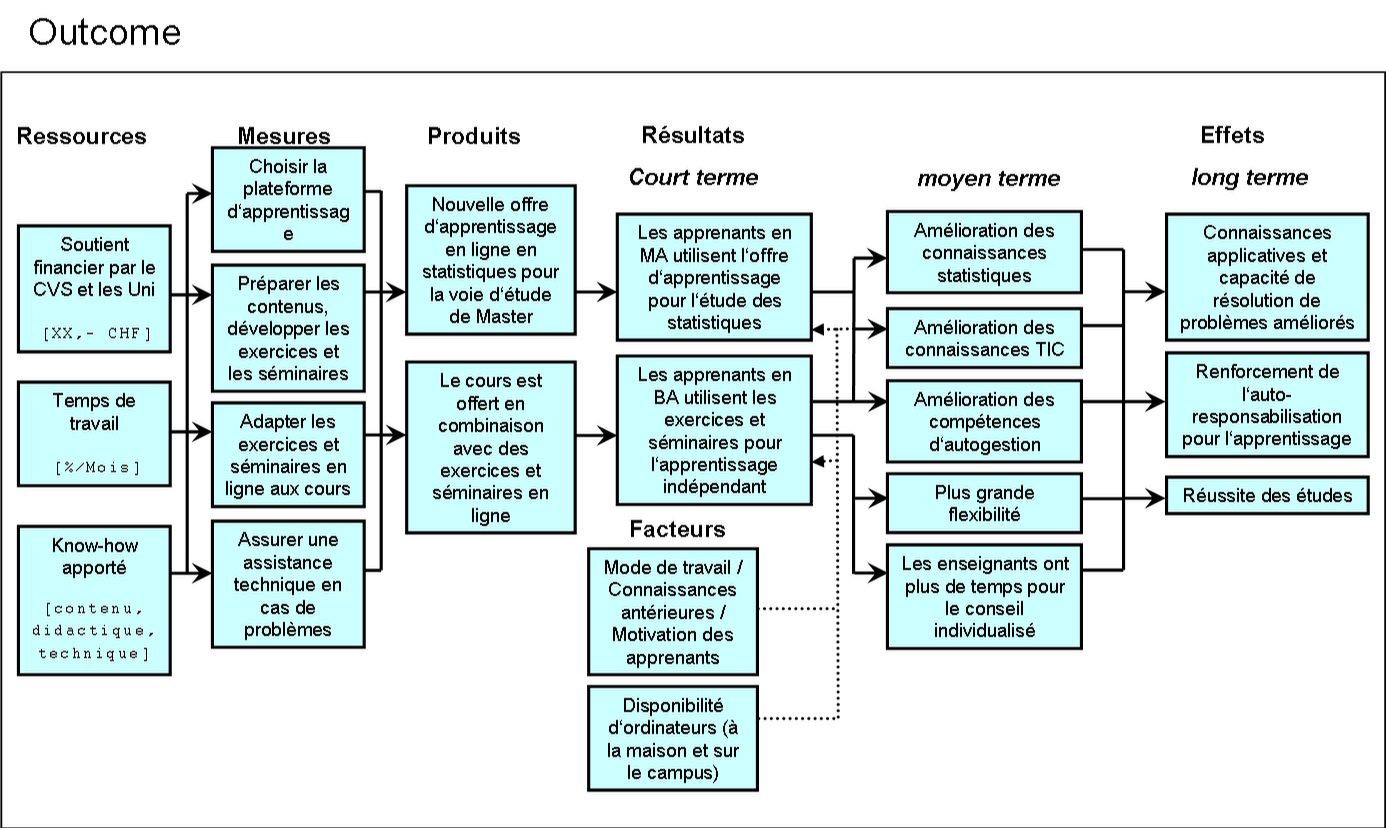 Outcome
Ressources
Mesures
Produits
Résultats
Effets
Court terme
moyen terme
long terme
Soutient
financier par le
CVS et les Uni
[XX,- CHF]
Temps de
travail
[%/Mois]
Know-how
apporté
[contenu,
didactique,
technique]
Choisir la
plateforme
d‘apprentissag
e
Préparer les
contenus,
développer les
exercices et
les séminaires
Adapter les
exercices et
séminaires en
ligne aux cours
Assurer une
assistance
technique en
cas de
problèmes
Nouvelle offre
d‘apprentissage
en ligne en
statistiques pour
la voie d‘étude
de Master
Le cours est
offert en
combinaison
avec des
exercices et
séminaires en
ligne
Les apprenants en
MA utilisent l‘offre
d‘apprentissage
pour l‘étude des
statistiques
Les apprenants en
BA utilisent les
exercices et
séminaires pour
l‘apprentissage
indépendant
Facteurs
Mode de travail /
Connaissances
antérieures /
Motivation des
apprenants
Disponibilité
d‘ordinateurs (à
la maison et sur
le campus)
Amélioration des
connaissances
statistiques
Amélioration des
connaissances TIC
Amélioration des
compétences
d‘autogestion
Plus grande
flexibilité
Les enseignants ont
plus de temps pour
le conseil
individualisé
Connaissances
applicatives et
capacité de
résolution de
problèmes améliorés
Renforcement de
l‘auto-
responsabilisation
pour l‘apprentissage
Réussite des études